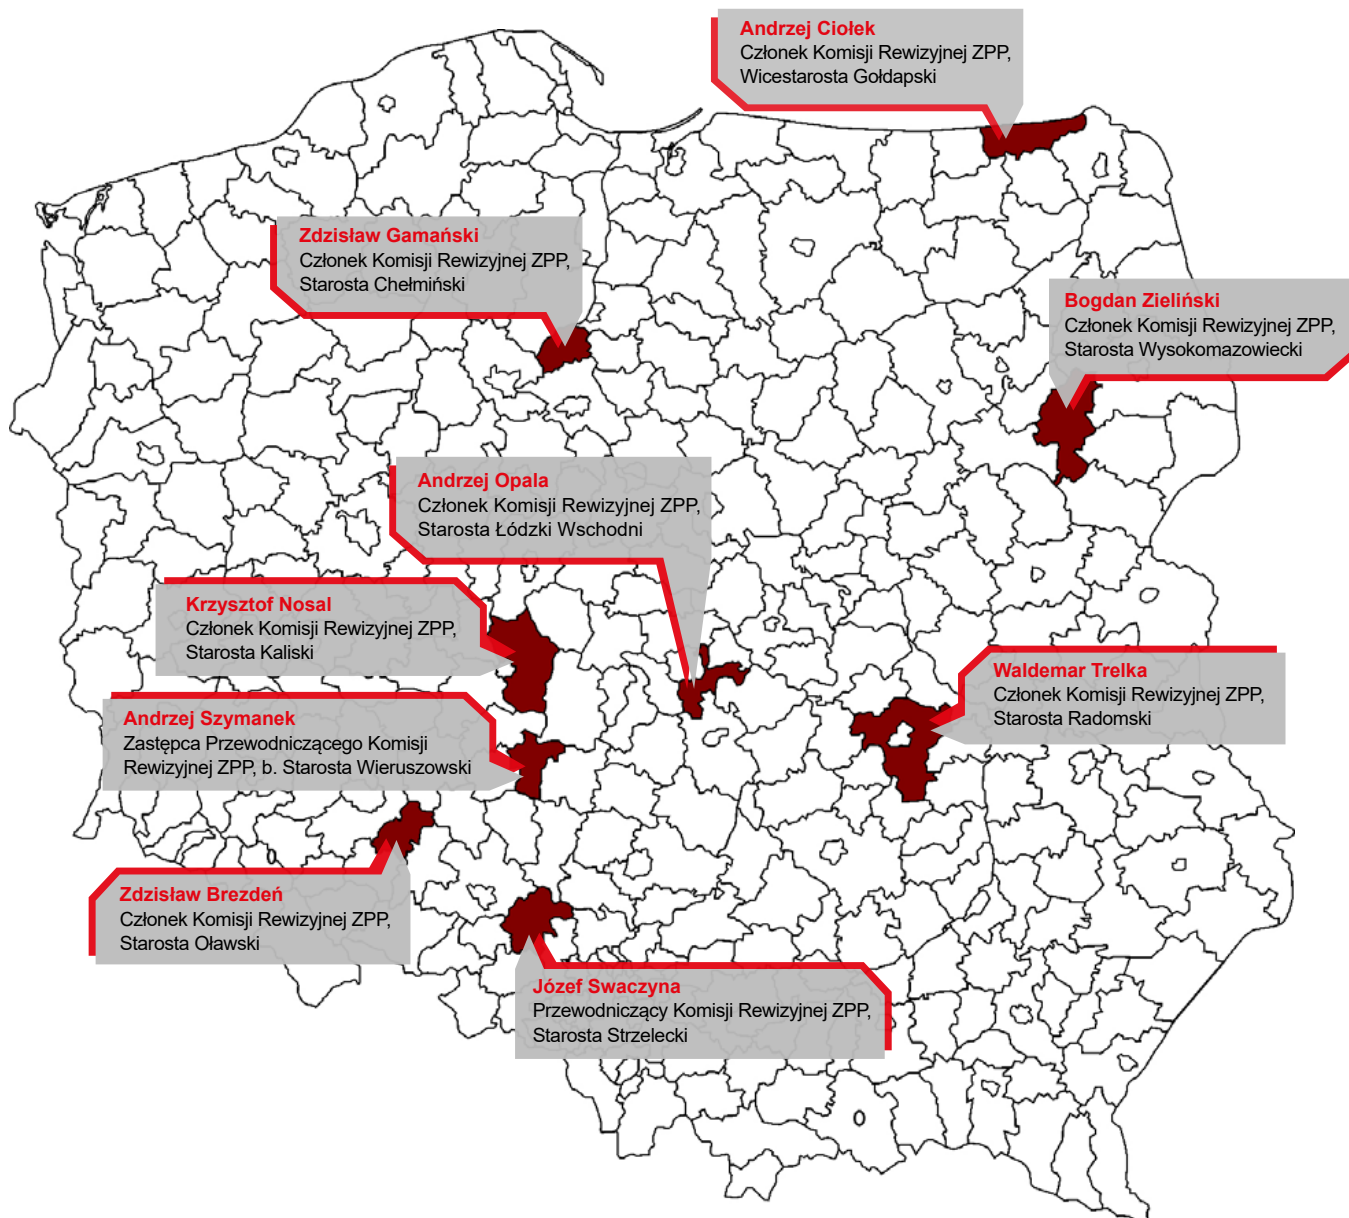 Andrzej Ciołek
Członek Komisji Rewizyjnej ZPP,
Wicestarosta Gołdapski
Zdzisław Gamański
Członek Komisji Rewizyjnej ZPP,
Starosta Chełmiński
Bogdan Zieliński
Członek Komisji Rewizyjnej ZPP,
Starosta Wysokomazowiecki
Andrzej Opala
Członek Komisji Rewizyjnej ZPP,
Starosta Łódzki Wschodni
Krzysztof Nosal
Członek Komisji Rewizyjnej ZPP,
Starosta Kaliski
Waldemar Trelka
Członek Komisji Rewizyjnej ZPP,
Starosta Radomski
Andrzej Szymanek
Zastępca Przewodniczącego Komisji
Rewizyjnej ZPP, b. Starosta Wieruszowski
Zdzisław Brezdeń
Członek Komisji Rewizyjnej ZPP,
Starosta Oławski
Józef Swaczyna
Przewodniczący Komisji Rewizyjnej ZPP,
Starosta Strzelecki